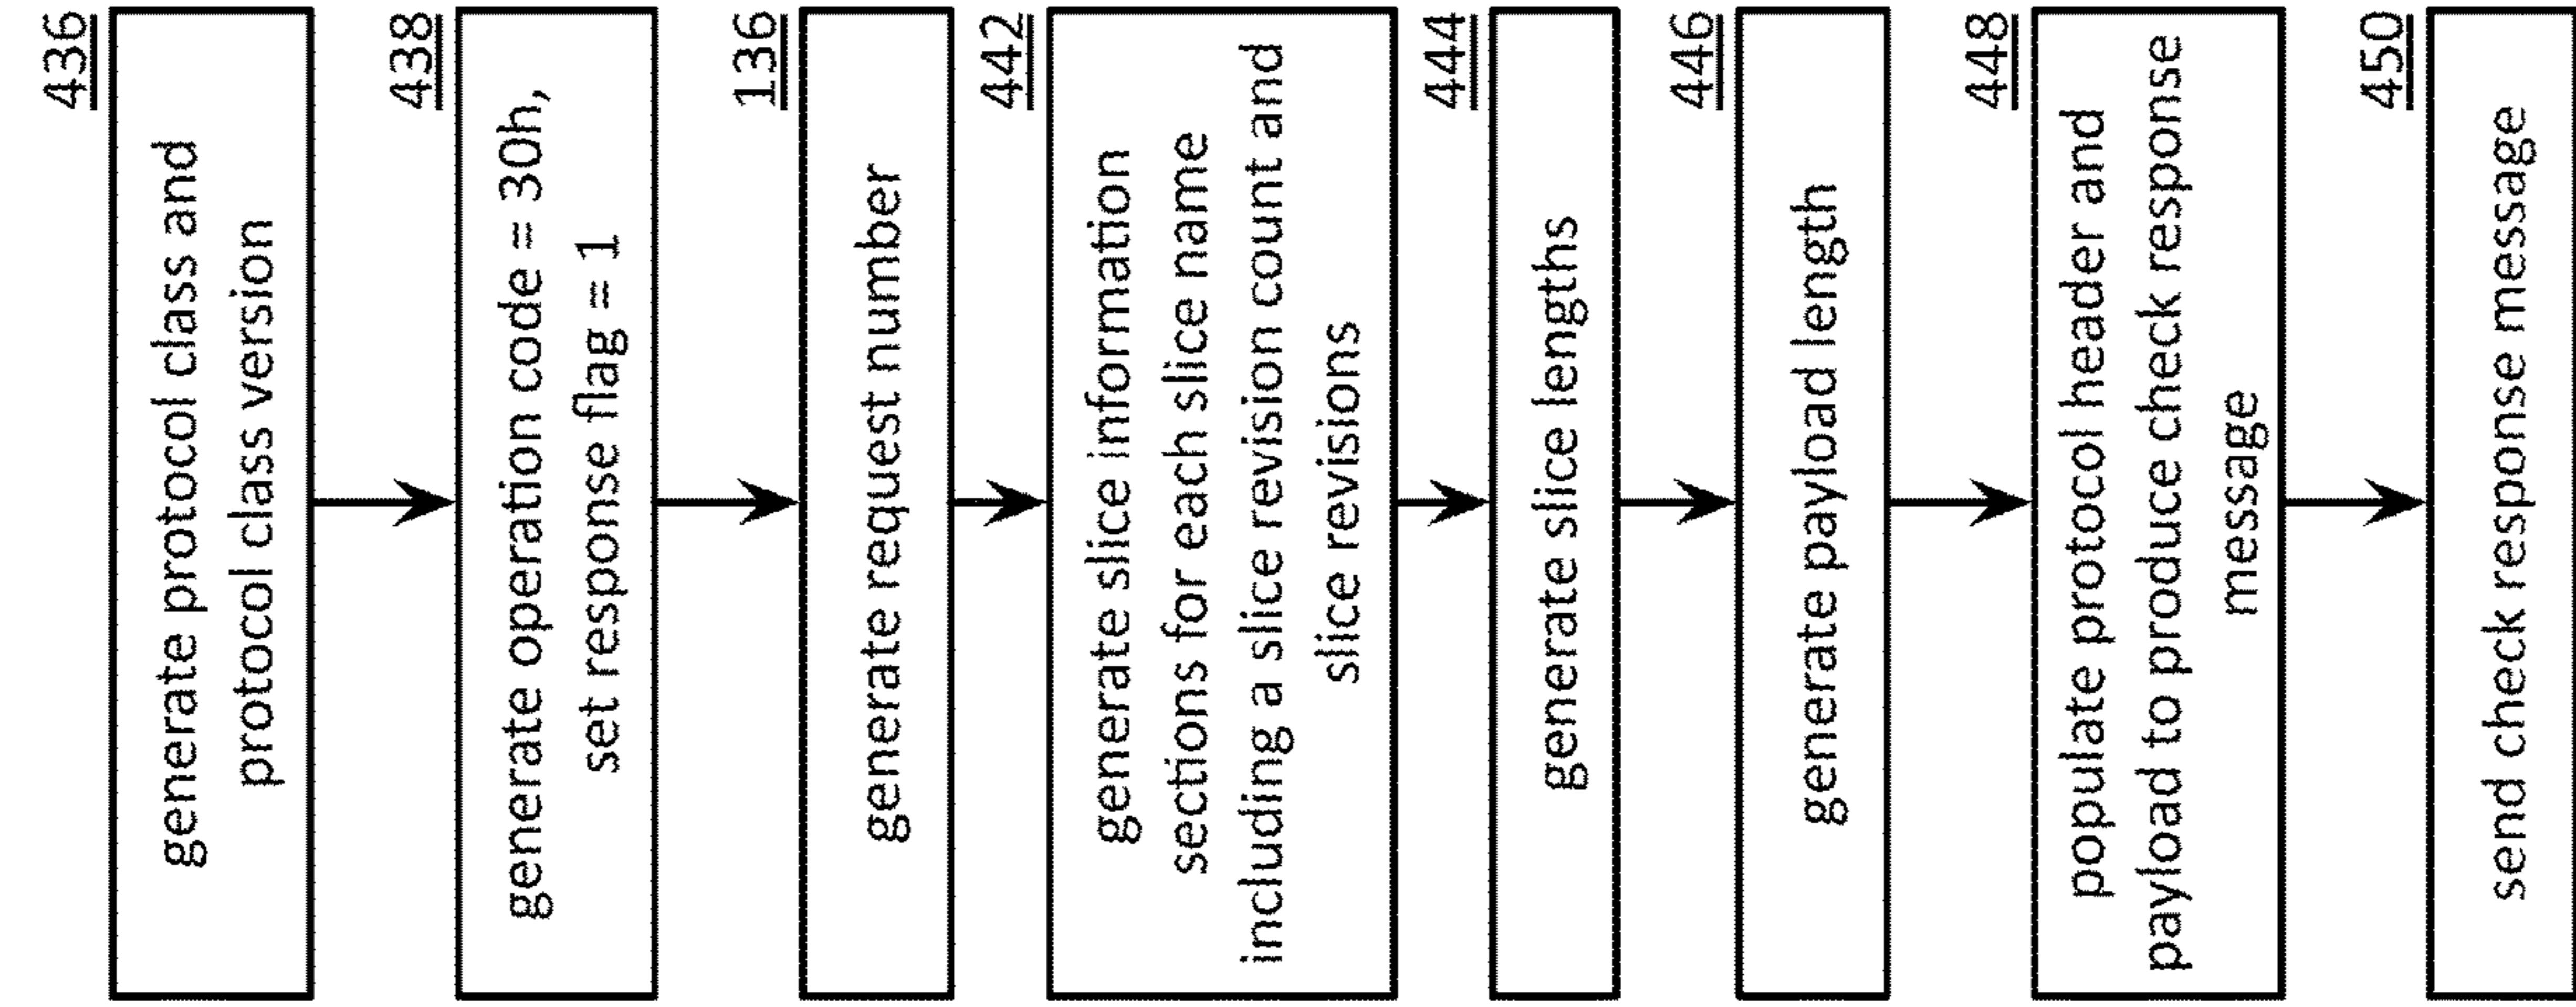 436
generate protocol class and
protocol class version
438
generate operation code = 30h,
set response flag = 1
136
generate request number
442
generate slice information
sections for each slice name
including a slice revision count and
slice revisions
444
generate slice lengths
446
generate payload length
448
populate protocol header and
payload to produce check response
message
450
send check response message